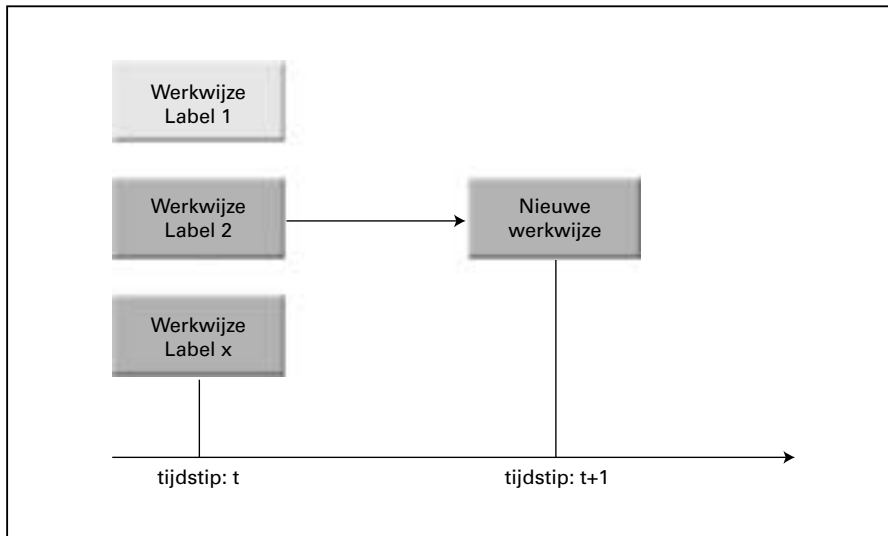 Werkwijze
Label 1
Werkwijze
Label 2
Nieuwe
werkwijze
Werkwijze
Label x
tijdstip: t
tijdstip: t+1